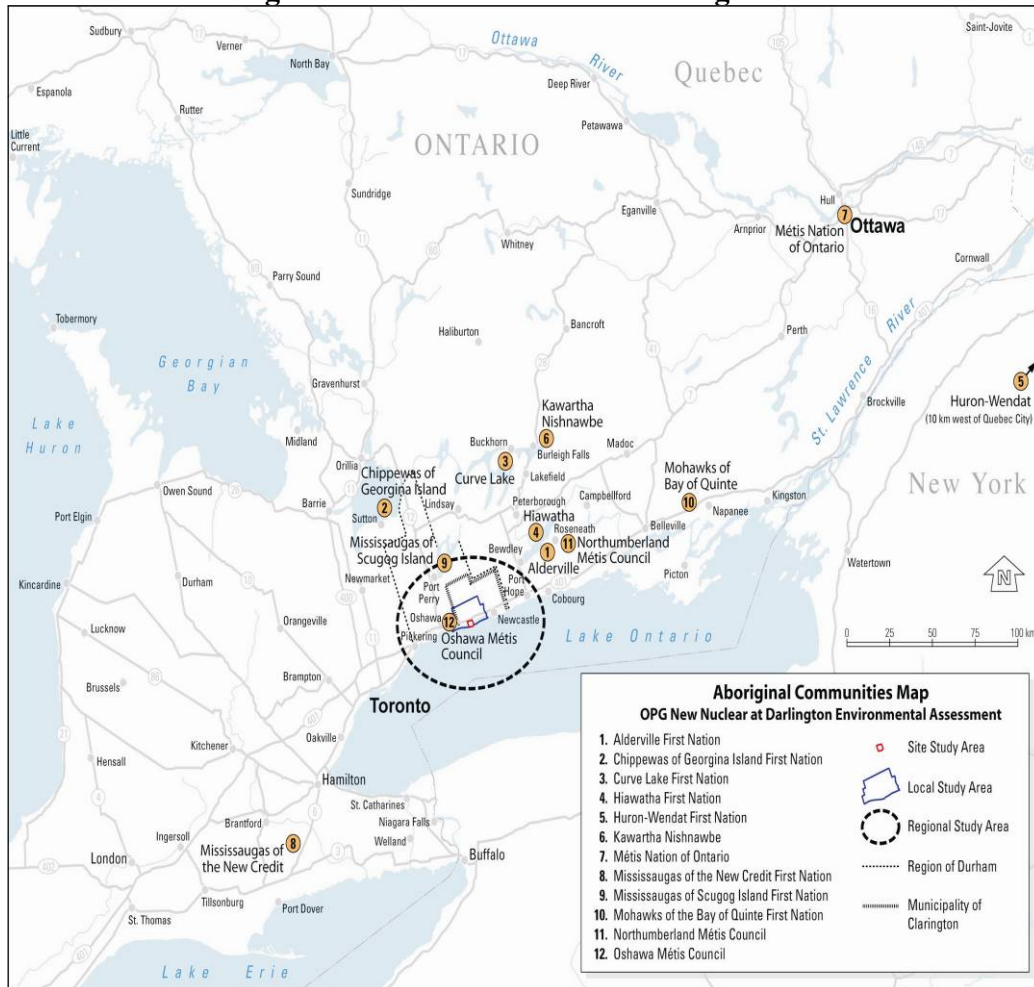 Sudbury
Verner
North Bay
Ottawa
River
Quebec
Saint-Jovite
Espanola
Deep River
Rutter
Petawawa
Little
Current
ONTARIO
Sundridge
Hull
Eganville
Arnprior
Métis Nation
of Ontario
Ottawa
Whitney
Cornwall
Parry Sound
Tobermory
Haliburton
Bancroft
Perth
St. Lawrence River
Georgian
Bay
Gravenhurst
Brockville
Huron-Wendat
(10 km west of Quebec City)
Lake
Huron
Midland
Kawartha
Nishnawbe
Buckhorn
Burleigh Falls
Madoc
Orillia
Chippewas of
Georgina Island
Curve Lake
Lakefield
Mohawks of
Bay of Quinte
Kingston
New York
Owen Sound
Barrie
Lindsay
Peterborough
Campbellford
Napanee
Port Elgin
Sutton
Hiawatha
Roseneath
Belleville
Mississaugas of
Scugog Island
Bewdley
Northumberland
Métis Council
Alderville
Picton
Watertown
Kincardine
Durham
Newmarket
Port
Perry
Port
Hope
Cobourg
N
Lucknow
Orangeville
Oshawa
Newcastle
Pickering
Oshawa Métis
Council
Lake Ontario
0 25 50 75 100 km
Brussels
Brampton
Toronto
Kitchener
Oakville
Hensall
Hamilton
St. Catharines
Niagara Falls
Welland
Brantford
Ingersoll
London
Mississaugas of
the New Credit
Buffalo
Tillsonburg
Port Dover
St. Thomas
Lake Erie
1 2 3 4 5 6 7 8 9 10 11 12
Aboriginal Communities Map
OPG New Nuclear at Darlington Environmental Assessment
1. Alderville First Nation
2. Chippewas of Georgina Island First Nation
3. Curve Lake First Nation
4. Hiawatha First Nation
5. Huron-Wendat First Nation
6. Kawartha Nishnawbe
7. Métis Nation of Ontario
8. Mississaugas of the New Credit First Nation
9. Mississaugas of Scugog Island First Nation
10. Mohawks of the Bay of Quinte First Nation
11. Northumberland Métis Council
12. Oshawa Métis Council
Site Study Area
Local Study Area
Regional Study Area
Region of Durham
Municipality of
Clarington